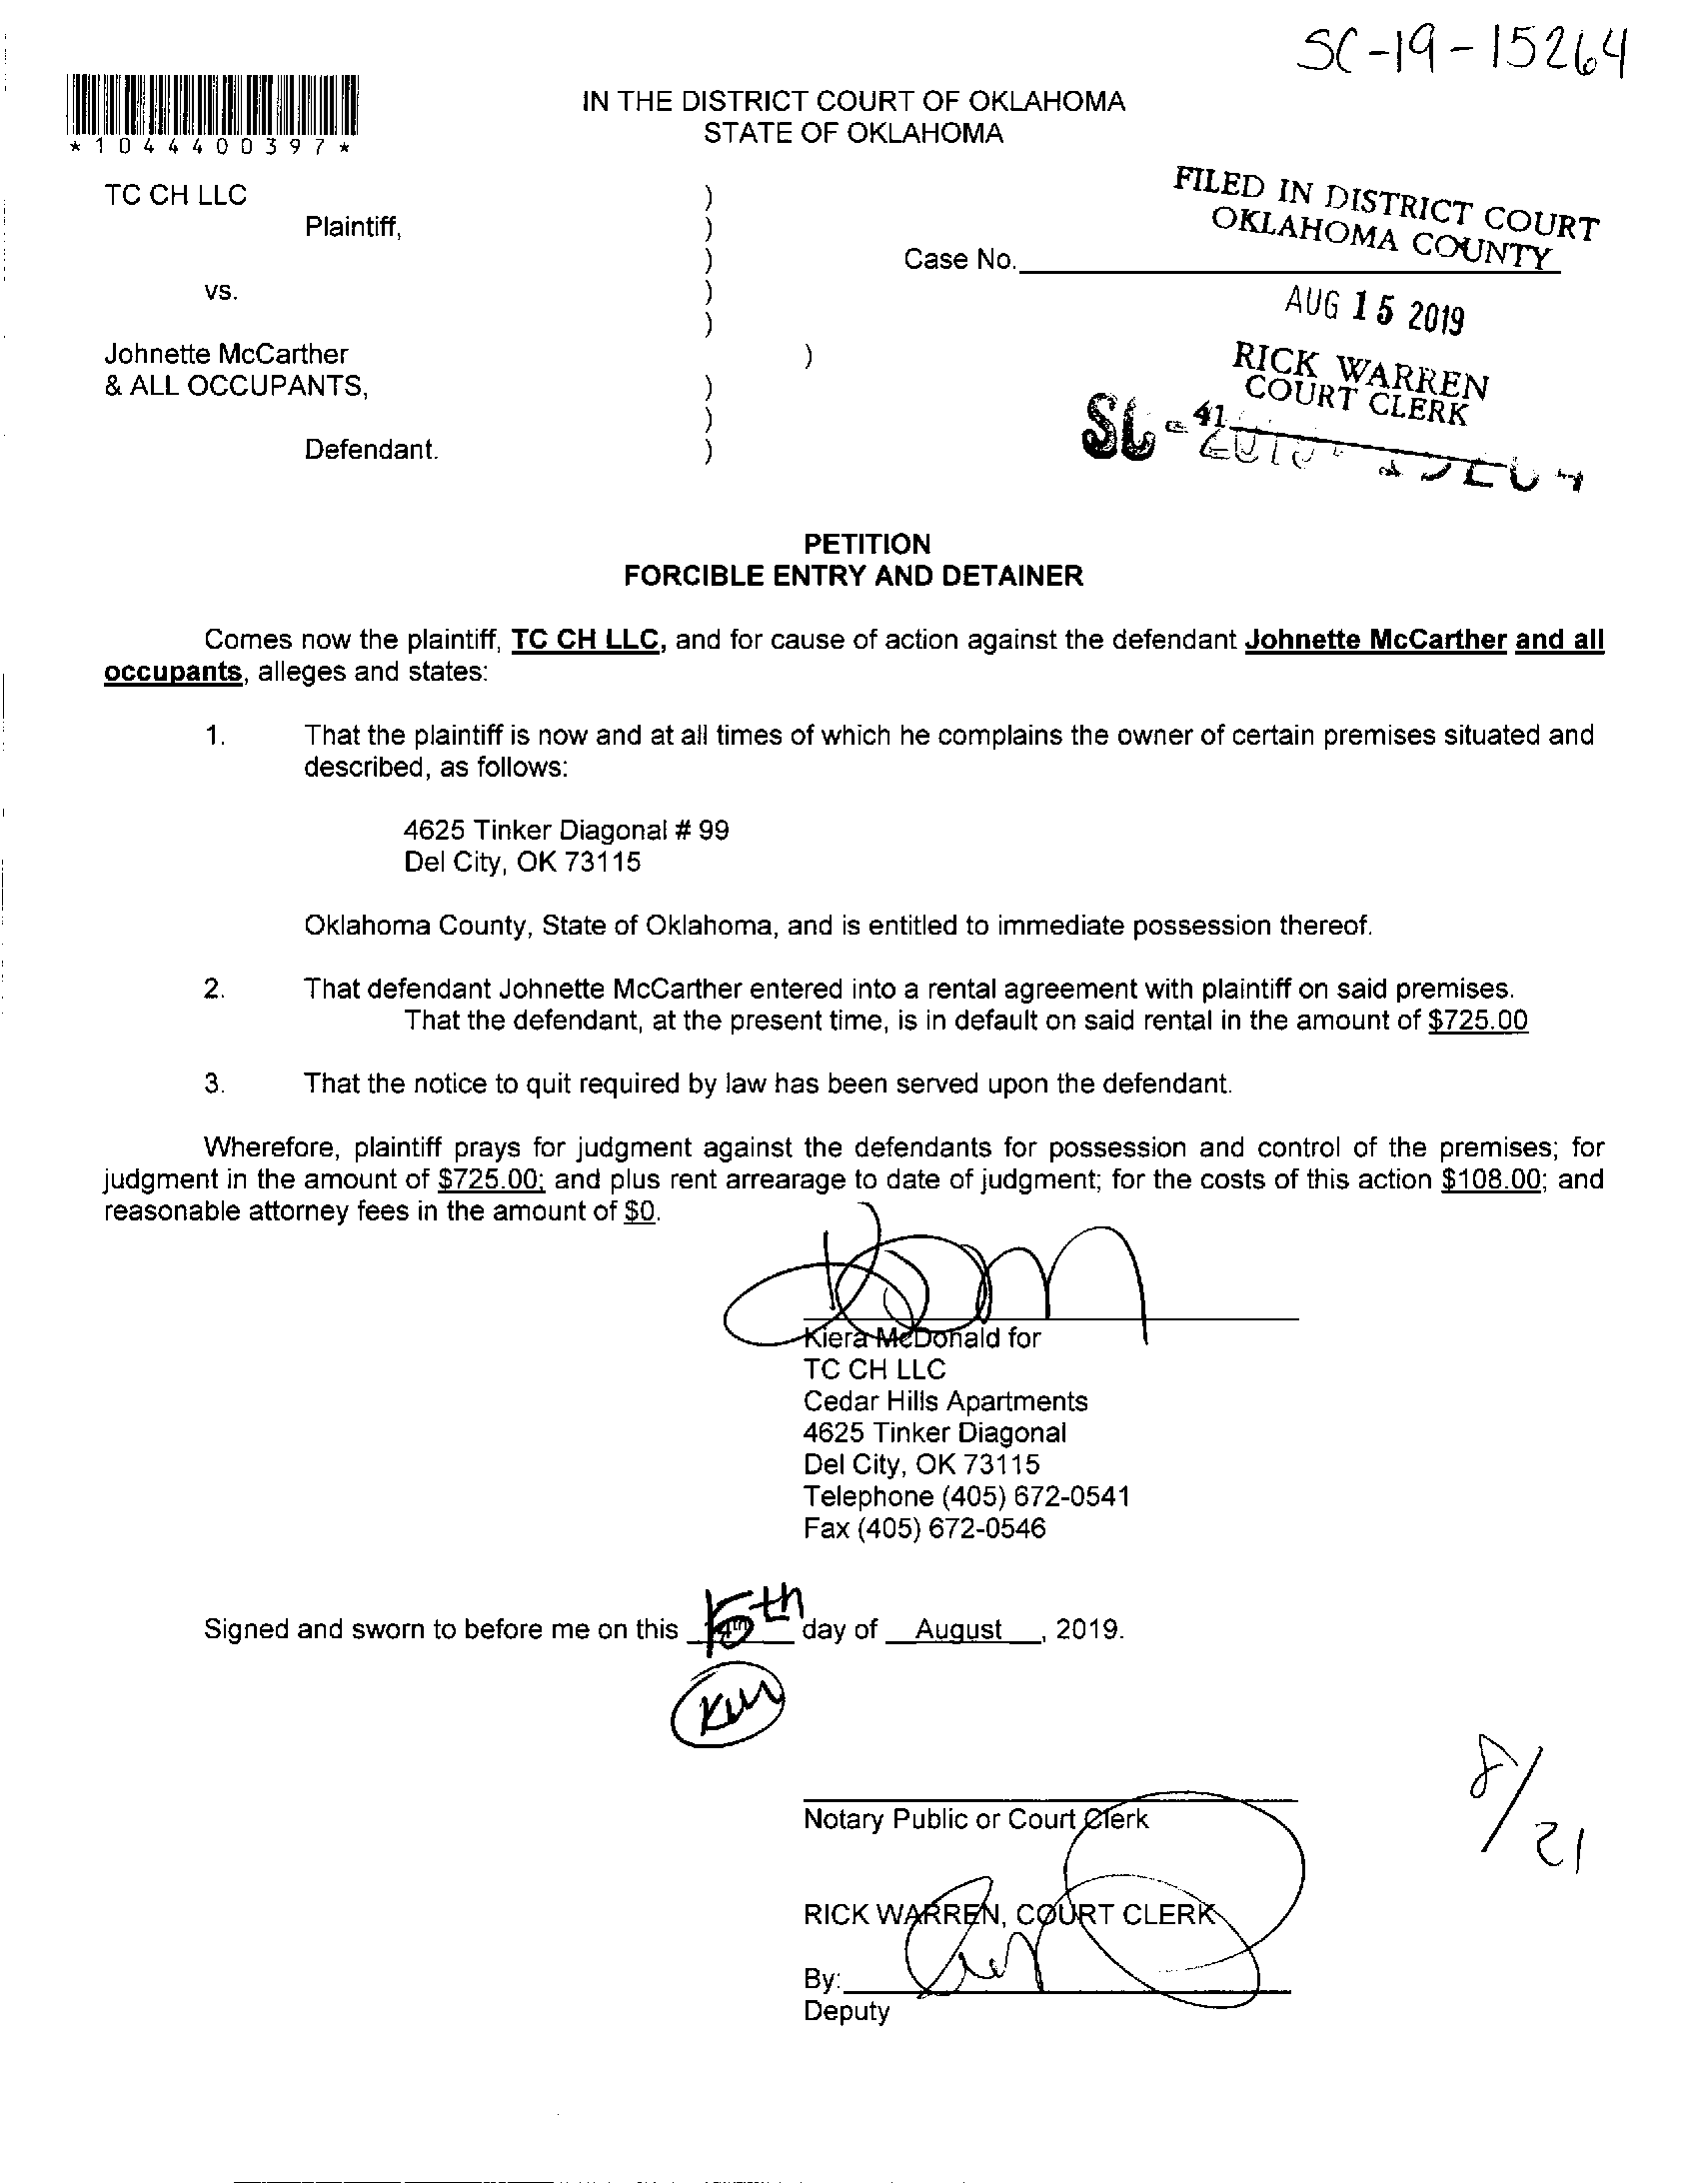 SC-19-15264
*1044400397*
IN THE DISTRICT COURT OF OKLAHOMA
STATE OF OKLAHOMA
TC CH LLC )
Plaintiff, )
)
vs. )
)
Johnette McCarther )
& ALL OCCUPANTS, )
)
Defendant. )
Case No.
FILED IN DISTRICT COURT
OKLAHOMA COUNTY
AUG 15 2019
RICK WARREN
COURT CLERK
41
SC -
PETITION
FORCIBLE ENTRY AND DETAINER
Comes now the plaintiff, TC CH LLC, and for cause of action against the defendant Johnette McCarther and all
occupants, alleges and states:
1. That the plaintiff is now and at all times of which he complains the owner of certain premises situated and
described, as follows:
4625 Tinker Diagonal # 99
Del City, OK 73115
Oklahoma County, State of Oklahoma, and is entitled to immediate possession thereof.
2. That defendant Johnette McCarther entered into a rental agreement with plaintiff on said premises.
That the defendant, at the present time, is in default on said rental in the amount of $725.00
3. That the notice to quit required by law has been served upon the defendant.
Wherefore, plaintiff prays for judgment against the defendants for possession and control of the premises; for
judgment in the amount of $725.00; and plus rent arrearage to date of judgment; for the costs of this action $108.00; and
reasonable attorney fees in the amount of $0.
Kiera McDonald for
TC CH LLC
Cedar Hills Apartments
4625 Tinker Diagonal
Del City, OK 73115
Telephone (405) 672-0541
Fax (405) 672-0546
Signed and sworn to before me on this 15th day of August, 2019.
KM
8/21
Notary Public or Court Clerk
RICK WARREN, COURT CLERK
By:
Deputy